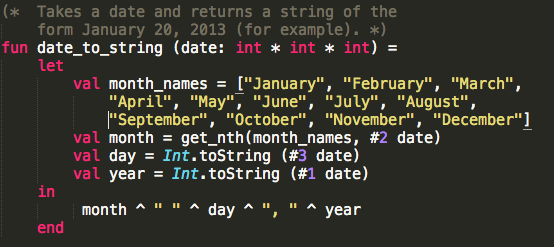 (*  Takes a date and returns a string of the
    form January 20, 2013 (for example). *)
fun date_to_string (date: int * int * int) =
    let
        val month_names = ["January", "February", "March",
            "April", "May", "June", "July", "August",
            "September", "October", "November", "December"]
        val month = get_nth(month_names, #2 date)
        val day = Int.toString (#3 date)
        val year = Int.toString (#1 date)
    in
         month ^ " " ^ day ^ ", " ^ year
    end